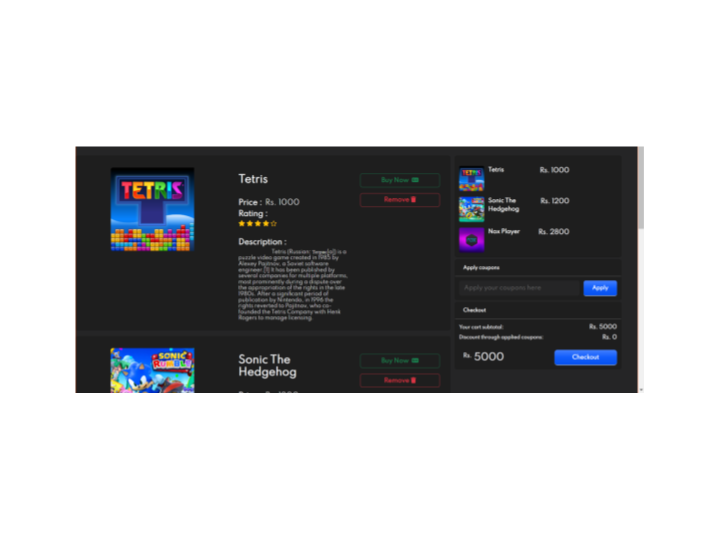 TETRIS
Tetris
Price : Rs. 1000
Rating :
Description :
Tetris (Russian: [ˈtɛtrʲɪs]) is a
puzzle video game created in 1985 by
Alexey Pajitnov, a Soviet software
engineer. [1] It has been published by
several companies for multiple platforms,
most prominently during a dispute over
the appropriation of the rights in the late
1980s. After a significant period of
publication by Nintendo, in 1996 the
rights reverted to Pajitnov, who co-
founded the Tetris Company with Henk
Rogers to manage licensing.
Buy Now
Remove
SONIC
RUMBLE
Sonic The
Hedgehog
Buy Now
Remove
Tetris Rs. 1000
Sonic The
Hedgehog Rs. 1200
Nox Player Rs. 2800
Apply coupons
Apply your coupons here Apply
Checkout
Your cart subtotal: Rs. 5000
Discount through applied coupons: Rs. 0
Rs. 5000 Checkout